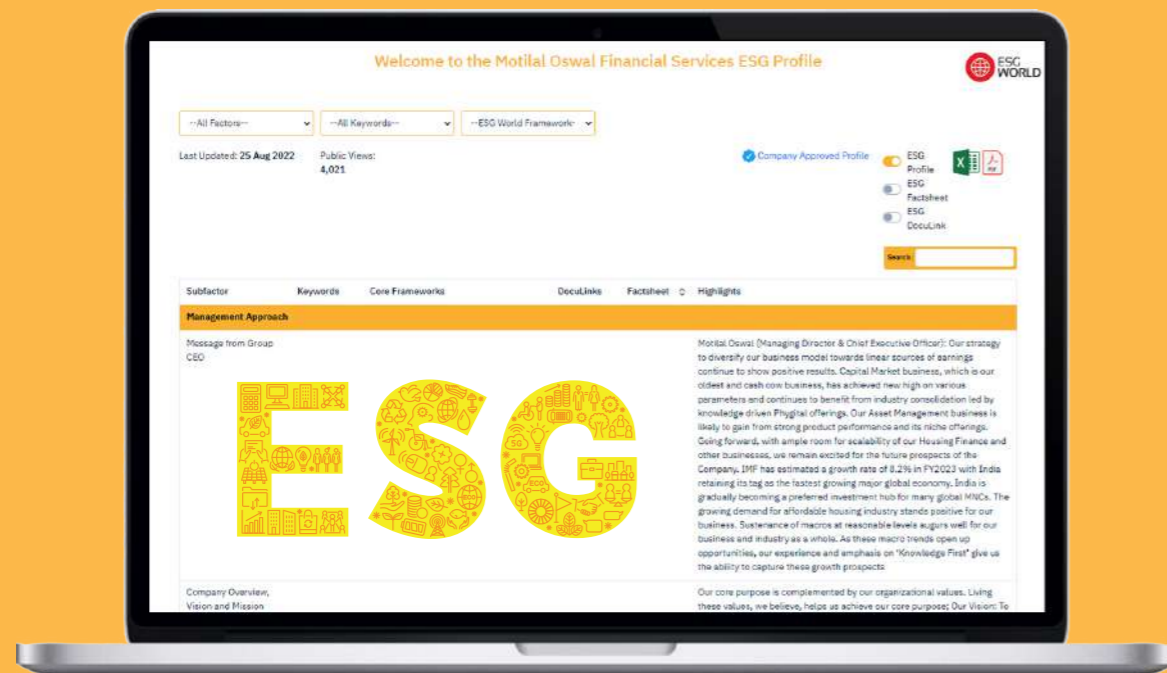 Welcome to the Motilal Oswal Financial Services ESG Profile
ESG
WORLD
--All Factors--
--All Keywords--
--ESG World Framework-
Last Updated: 25 Aug 2022
Public Views:
4,021
Company Approved Profile
ESG
Profile
ESG
Factsheet
ESG
DocuLink
Search
Subfactor Keywords Core Frameworks DocuLinks Factsheet Highlights
Management Approach
Message from Group
CEO
Motilal Oswal (Managing Director & Chief Executive Officer): Our strategy
to diversify our business model towards linear sources of earnings
continue to show positive results. Capital Market business, which is our
oldest and cash cow business, has achieved new high on various
parameters and continues to benefit from industry consolidation led by
knowledge driven Phygital offerings. Our Asset Management business is
likely to gain from strong product performance and its niche offerings.
Going forward, with ample room for scalability of our Housing Finance and
other businesses, we remain excited for the future prospects of the
Company. IMF has estimated a growth rate of 8.2% in FY2023 with India
retaining its tag as the fastest growing major global economy. India is
gradually becoming a preferred investment hub for many global MNCs. The
growing demand for affordable housing industry stands positive for our
business. Sustenance of macros at reasonable levels augurs well for our
business and industry as a whole. As these macro trends open up
opportunities, our experience and emphasis on "Knowledge First" give us
the ability to capture these growth prospects
ESG
Company Overview,
Vision and Mission
Our core purpose is complemented by our organizational values. Living
these values, we believe, helps us achieve our core purpose; Our Vision: To